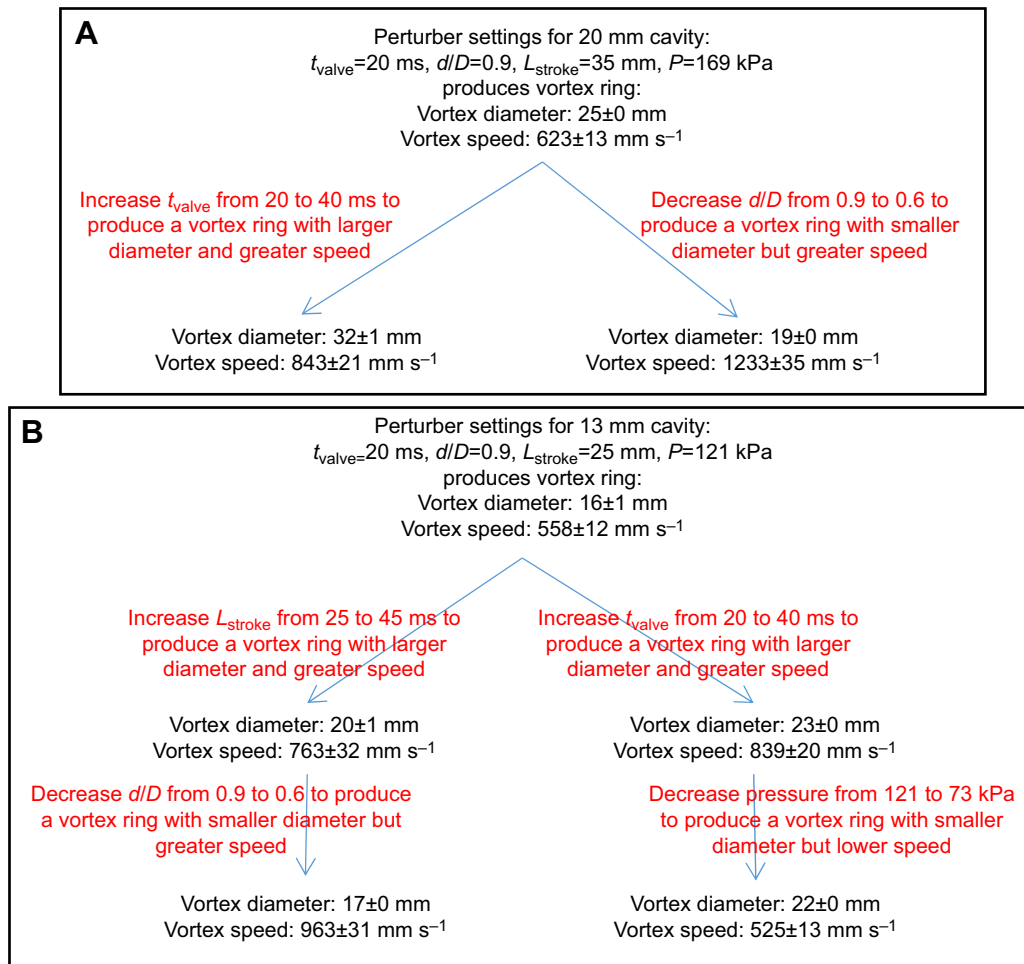 A
Perturber settings for 20 mm cavity:
t_valve=20 ms, d/D=0.9, L_stroke=35 mm, P=169 kPa
produces vortex ring:
Vortex diameter: 25±0 mm
Vortex speed: 623±13 mm s⁻¹
Increase t_valve from 20 to 40 ms to
produce a vortex ring with larger
diameter and greater speed
Decrease d/D from 0.9 to 0.6 to
produce a vortex ring with smaller
diameter but greater speed
Vortex diameter: 32±1 mm
Vortex speed: 843±21 mm s⁻¹
Vortex diameter: 19±0 mm
Vortex speed: 1233±35 mm s⁻¹
B
Perturber settings for 13 mm cavity:
t_valve=20 ms, d/D=0.9, L_stroke=25 mm, P=121 kPa
produces vortex ring:
Vortex diameter: 16±1 mm
Vortex speed: 558±12 mm s⁻¹
Increase L_stroke from 25 to 45 ms to
produce a vortex ring with larger
diameter and greater speed
Increase t_valve from 20 to 40 ms to
produce a vortex ring with larger
diameter and greater speed
Vortex diameter: 20±1 mm
Vortex speed: 763±32 mm s⁻¹
Vortex diameter: 23±0 mm
Vortex speed: 839±20 mm s⁻¹
Decrease d/D from 0.9 to 0.6 to produce
a vortex ring with smaller diameter but
greater speed
Decrease pressure from 121 to 73 kPa
to produce a vortex ring with smaller
diameter but lower speed
Vortex diameter: 17±0 mm
Vortex speed: 963±31 mm s⁻¹
Vortex diameter: 22±0 mm
Vortex speed: 525±13 mm s⁻¹